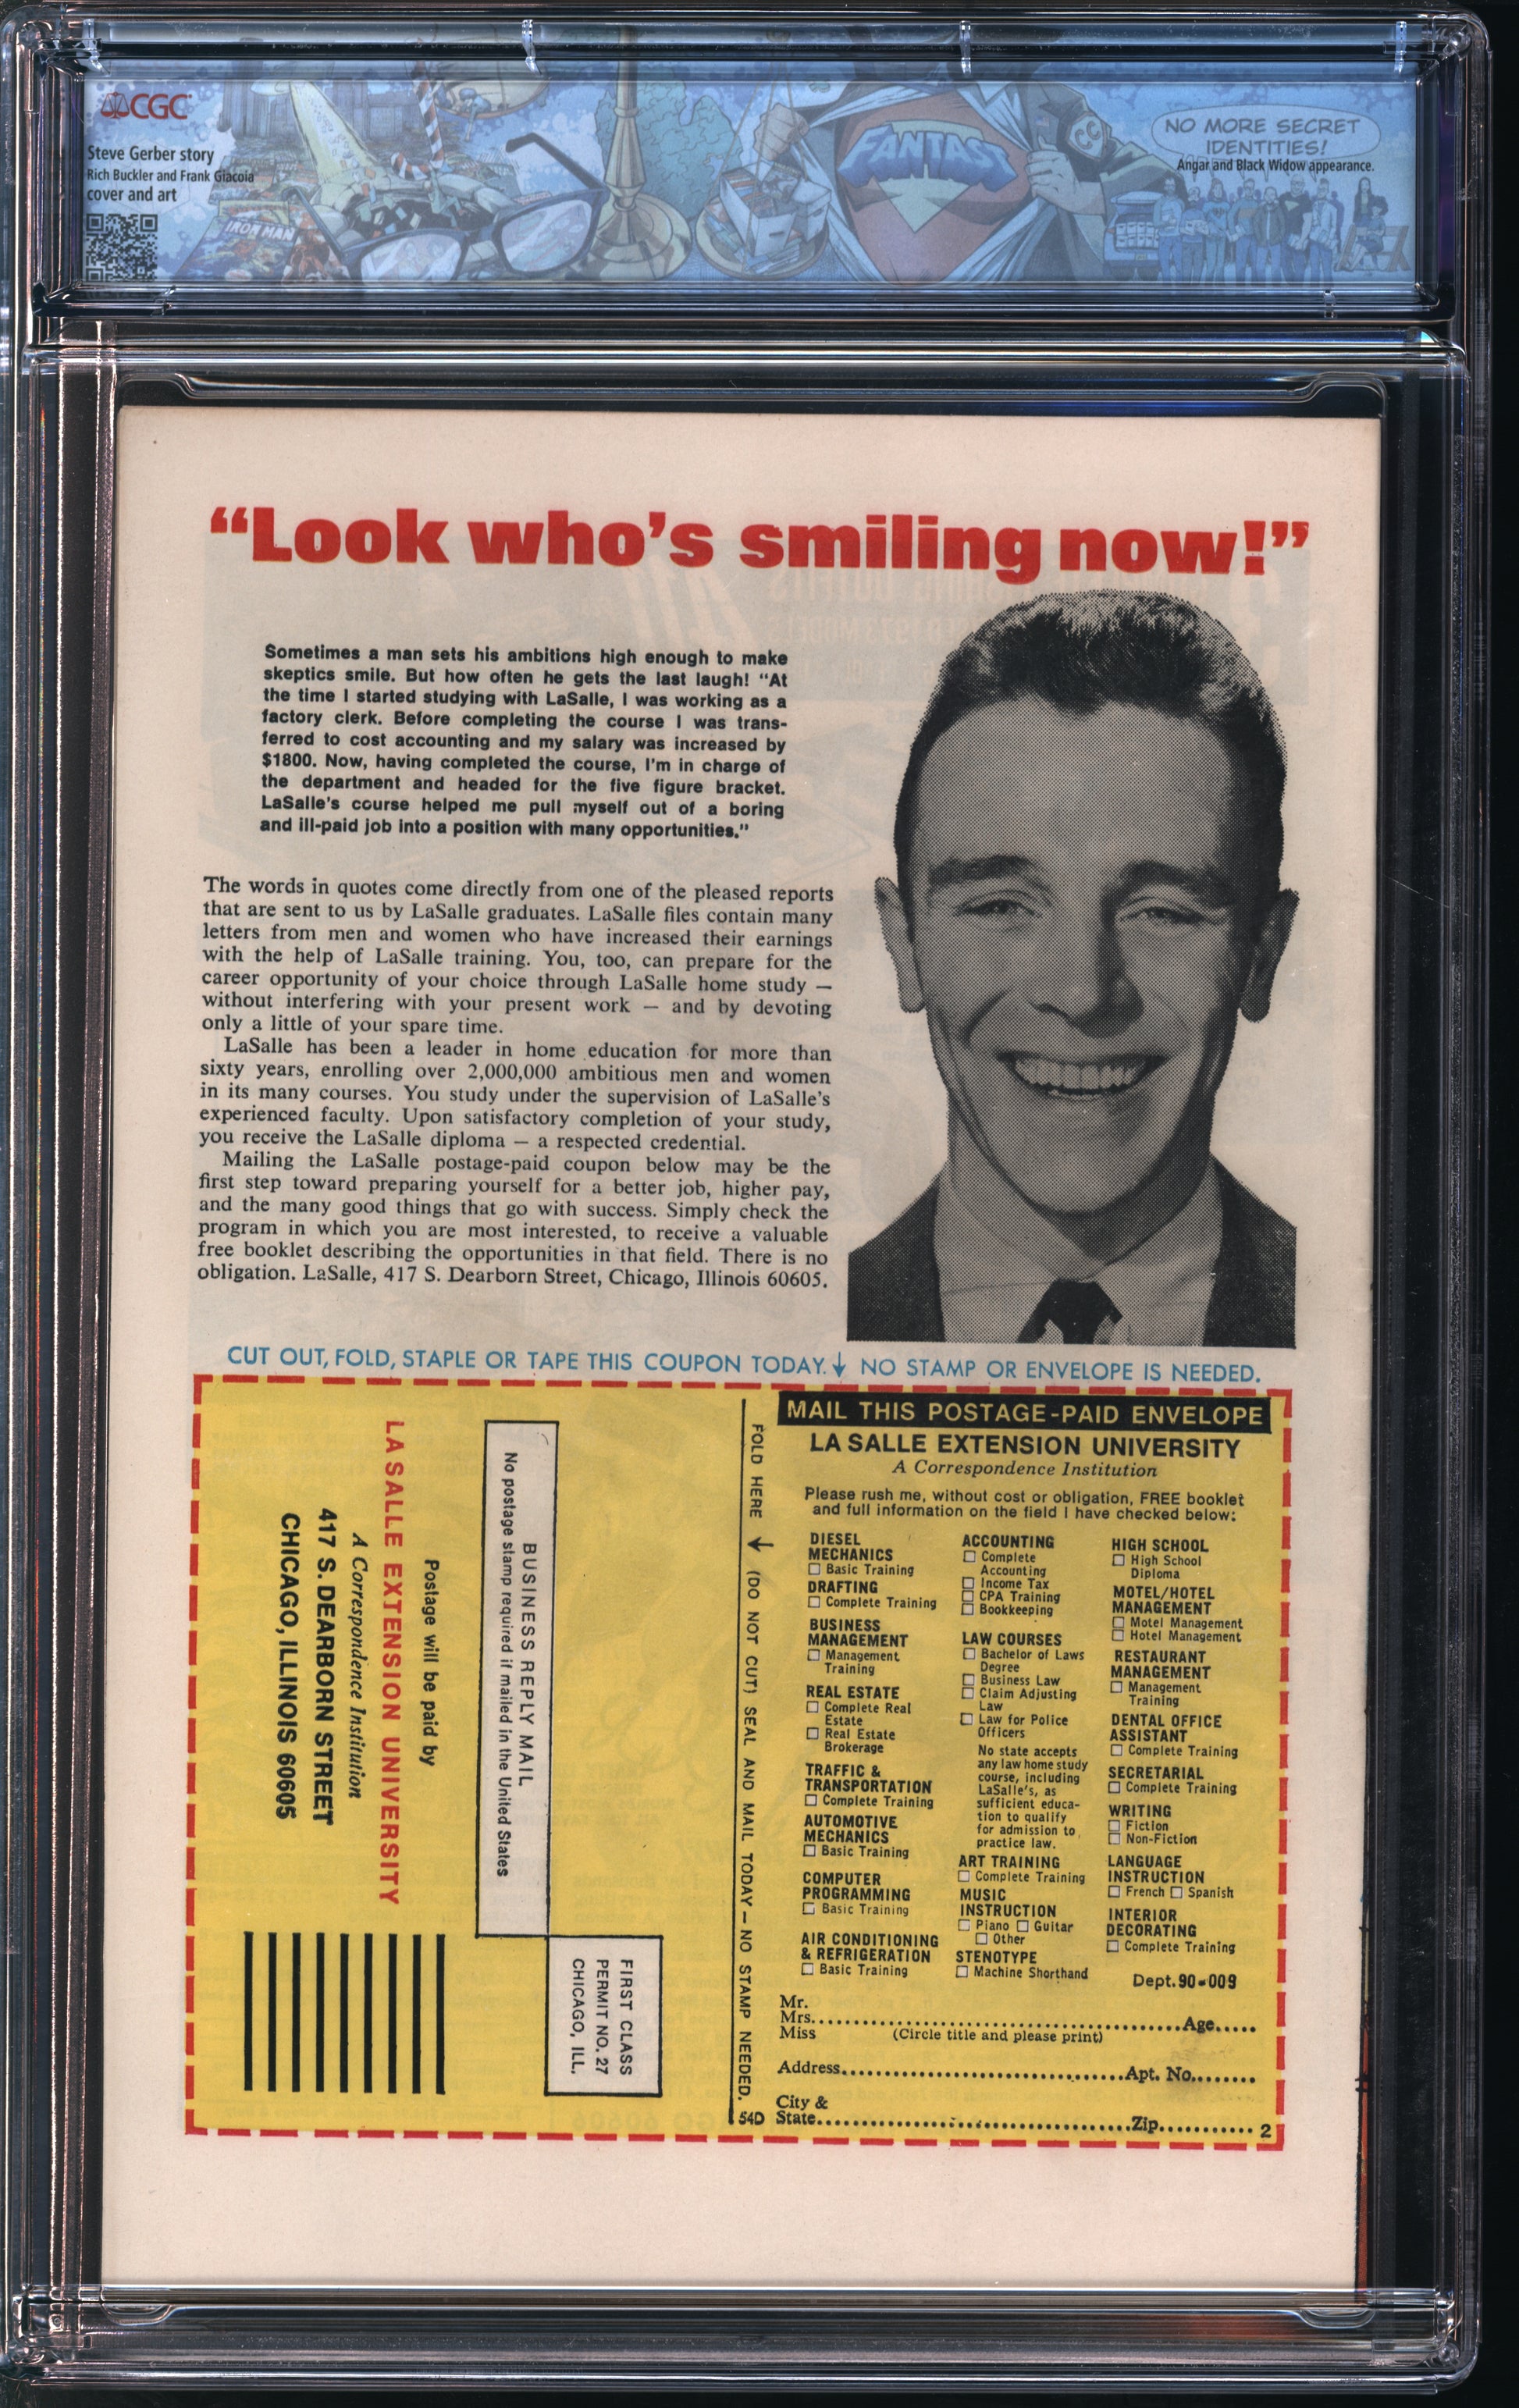 CGC
Steve Gerber story
Rich Buckler and Frank Giacoia
cover and art
IRON MAN
FANTAST
CC
NO MORE SECRET
IDENTITIES!
Angar and Black Widow appearance.
“Look who’s smiling now!”
Sometimes a man sets his ambitions high enough to make
skeptics smile. But how often he gets the last laugh! “At
the time I started studying with LaSalle, I was working as a
factory clerk. Before completing the course I was trans-
ferred to cost accounting and my salary was increased by
$1800. Now, having completed the course, I’m in charge of
the department and headed for the five figure bracket.
LaSalle’s course helped me pull myself out of a boring
and ill-paid job into a position with many opportunities.”
The words in quotes come directly from one of the pleased reports
that are sent to us by LaSalle graduates. LaSalle files contain many
letters from men and women who have increased their earnings
with the help of LaSalle training. You, too, can prepare for the
career opportunity of your choice through LaSalle home study —
without interfering with your present work — and by devoting
only a little of your spare time.
LaSalle has been a leader in home education for more than
sixty years, enrolling over 2,000,000 ambitious men and women
in its many courses. You study under the supervision of LaSalle’s
experienced faculty. Upon satisfactory completion of your study,
you receive the LaSalle diploma — a respected credential.
Mailing the LaSalle postage-paid coupon below may be the
first step toward preparing yourself for a better job, higher pay,
and the many good things that go with success. Simply check the
program in which you are most interested, to receive a valuable
free booklet describing the opportunities in that field. There is no
obligation. LaSalle, 417 S. Dearborn Street, Chicago, Illinois 60605.
CUT OUT, FOLD, STAPLE OR TAPE THIS COUPON TODAY. NO STAMP OR ENVELOPE IS NEEDED.
FIRST CLASS
PERMIT NO. 27
CHICAGO, ILL.
BUSINESS REPLY MAIL
No postage stamp required if mailed in the United States
Postage will be paid by
LA SALLE EXTENSION UNIVERSITY
A Correspondence Institution
417 S. DEARBORN STREET
CHICAGO, ILLINOIS 60605
FOLD HERE (DO NOT CUT) SEAL AND MAIL TODAY — NO STAMP NEEDED.
54D
MAIL THIS POSTAGE-PAID ENVELOPE
LA SALLE EXTENSION UNIVERSITY
A Correspondence Institution
Please rush me, without cost or obligation, FREE booklet
and full information on the field I have checked below:
DIESEL
MECHANICS
Basic Training
DRAFTING
Complete Training
BUSINESS
MANAGEMENT
Management
Training
REAL ESTATE
Complete Real
Estate
Real Estate
Brokerage
TRAFFIC &
TRANSPORTATION
Complete Training
AUTOMOTIVE
MECHANICS
Basic Training
COMPUTER
PROGRAMMING
Basic Training
AIR CONDITIONING
& REFRIGERATION
Basic Training
ACCOUNTING
Complete
Accounting
Income Tax
CPA Training
Bookkeeping
LAW COURSES
Bachelor of Laws
Degree
Business Law
Claim Adjusting
Law
Law for Police
Officers
No state accepts
any law home study
course, including
LaSalle’s, as
sufficient educa-
tion to qualify
for admission to
practice law.
ART TRAINING
Complete Training
MUSIC
INSTRUCTION
Piano Guitar
Other
STENOTYPE
Machine Shorthand
HIGH SCHOOL
High School
Diploma
MOTEL/HOTEL
MANAGEMENT
Motel Management
Hotel Management
RESTAURANT
MANAGEMENT
Management
Training
DENTAL OFFICE
ASSISTANT
Complete Training
SECRETARIAL
Complete Training
WRITING
Fiction
Non-Fiction
LANGUAGE
INSTRUCTION
French Spanish
INTERIOR
DECORATING
Complete Training
Dept. 90-009
Mr.
Mrs. Age
Miss (Circle title and please print)
Address Apt. No.
City &
State Zip 2